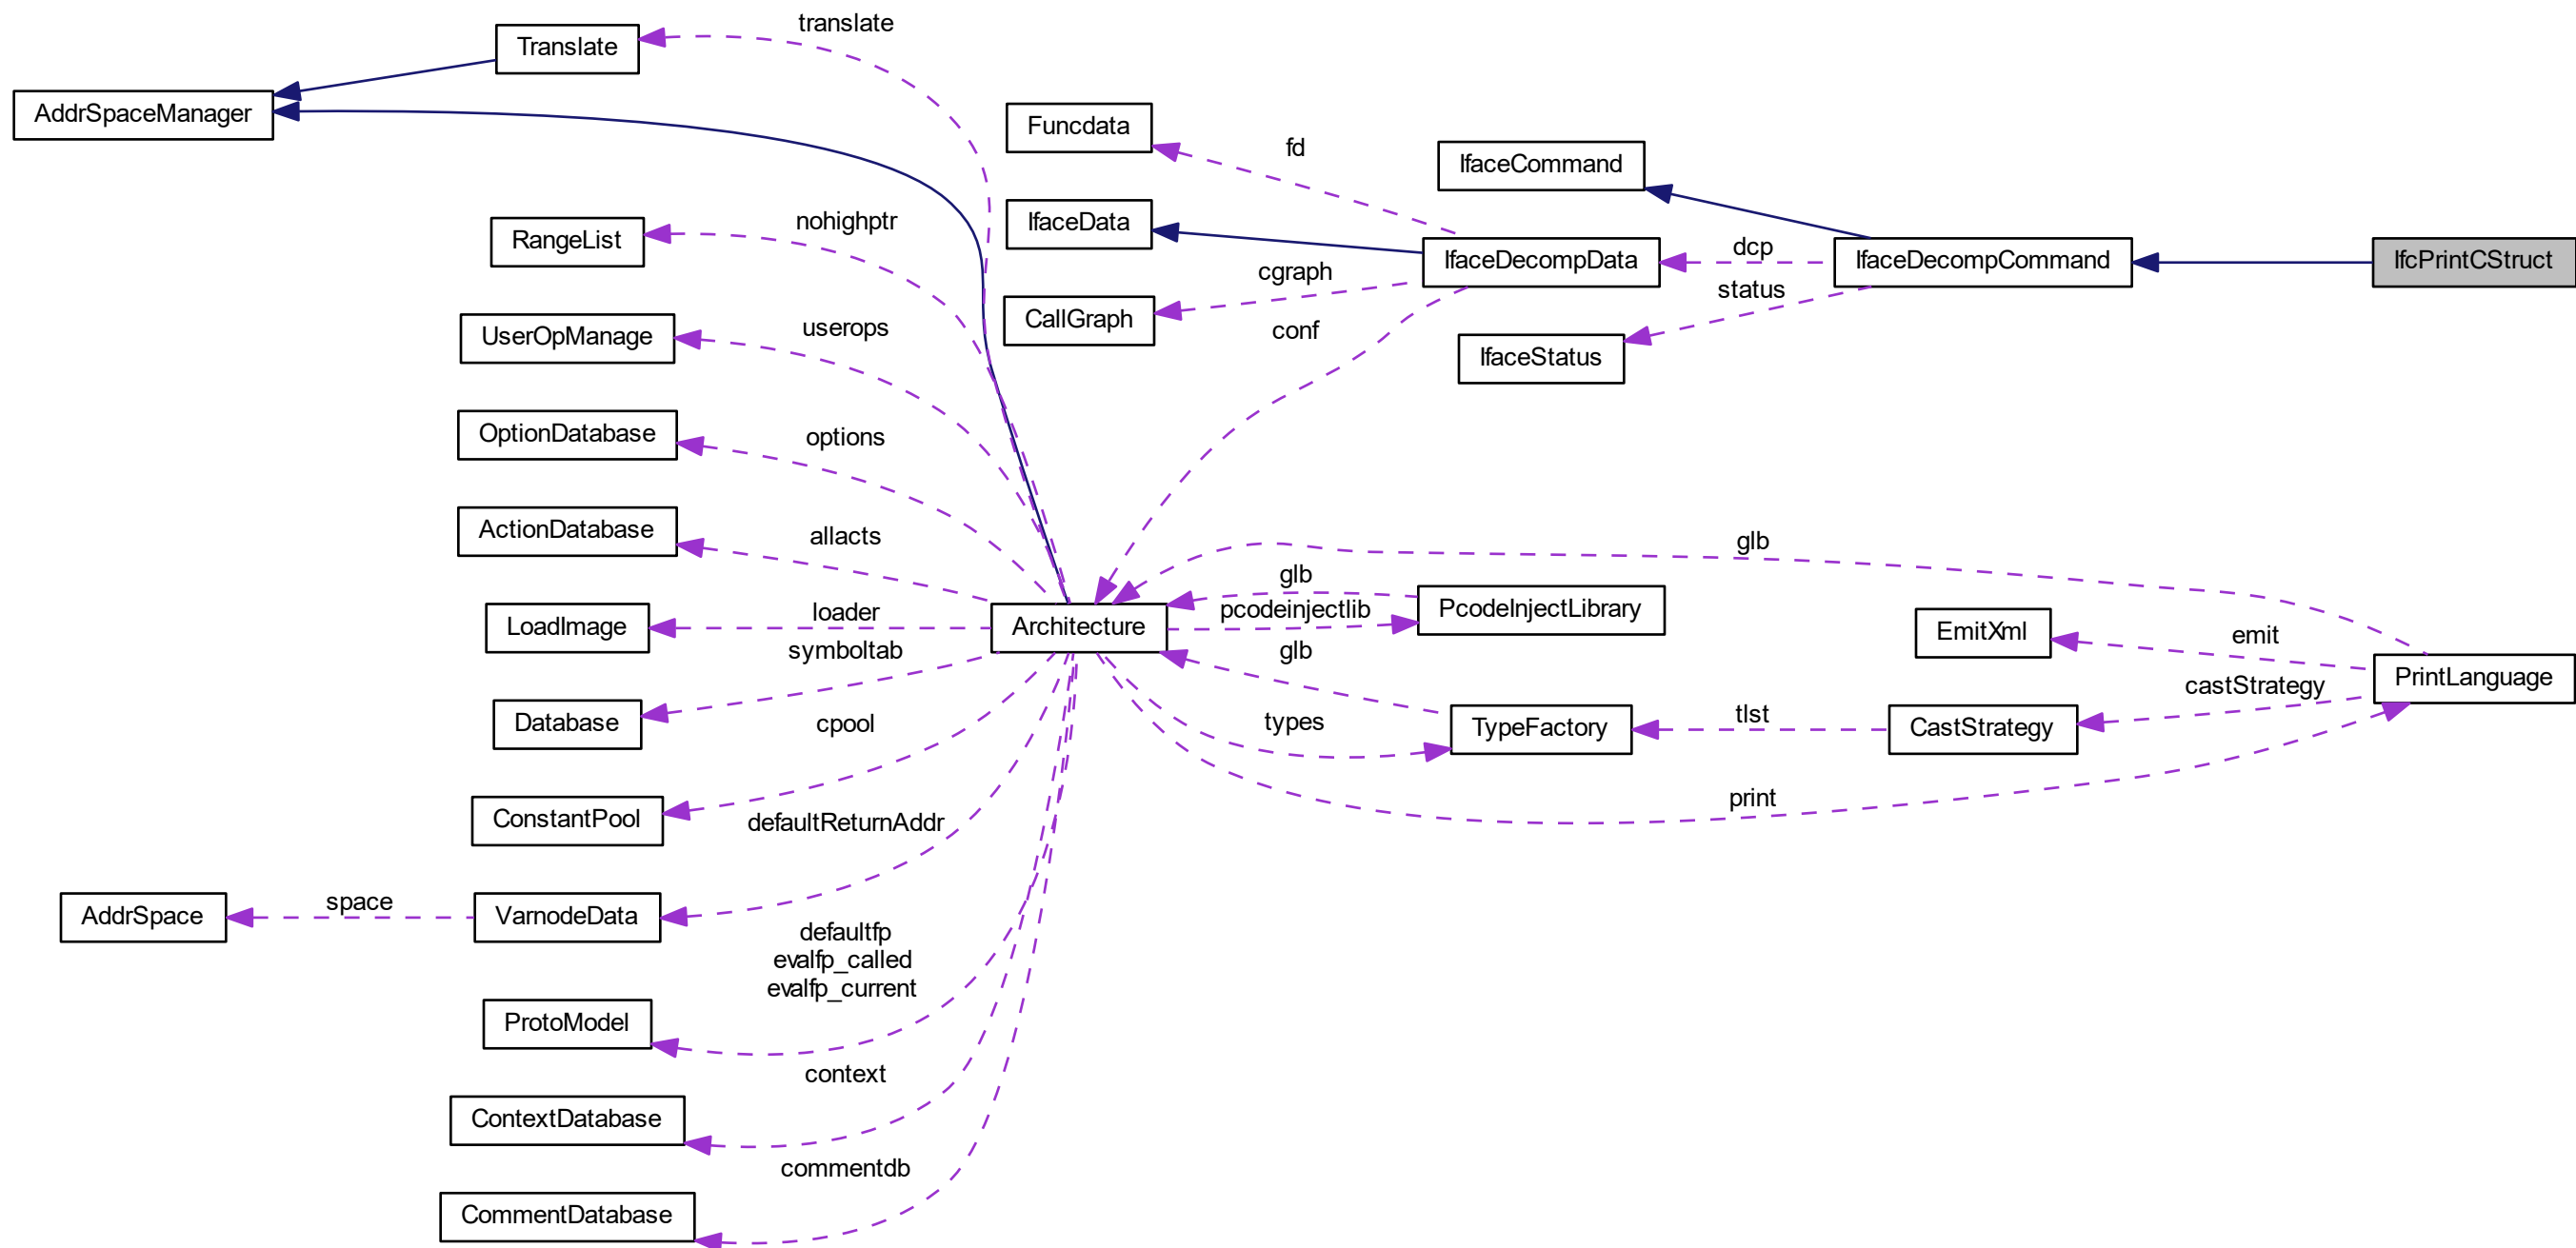 translate
Translate
AddrSpaceManager
Funcdata
fd
IfaceCommand
IfaceData
nohighptr
RangeList
dcp
IfaceDecompData
IfaceDecompCommand
IfcPrintCStruct
cgraph
status
CallGraph
conf
userops
UserOpManage
IfaceStatus
options
OptionDatabase
allacts
ActionDatabase
glb
glb
pcodeinjectlib
PcodeInjectLibrary
loader
LoadImage
Architecture
EmitXml
emit
symboltab
glb
PrintLanguage
castStrategy
Database
cpool
types
TypeFactory
tlst
CastStrategy
print
ConstantPool
defaultReturnAddr
AddrSpace
space
VarnodeData
defaultfp
evalfp_called
evalfp_current
ProtoModel
context
ContextDatabase
commentdb
CommentDatabase